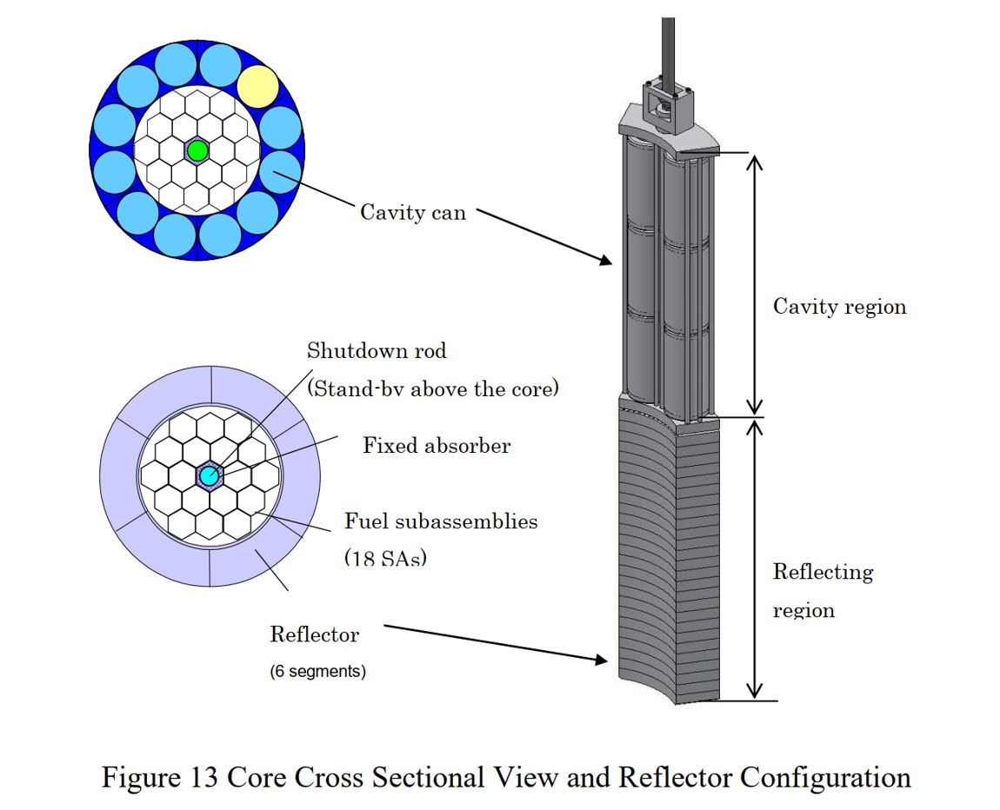 Cavity can
Cavity region
Shutdown rod
(Stand-by above the core)
Fixed absorber
Fuel subassemblies
(18 SAs)
Reflecting
region
Reflector
(6 segments)
Figure 13 Core Cross Sectional View and Reflector Configuration